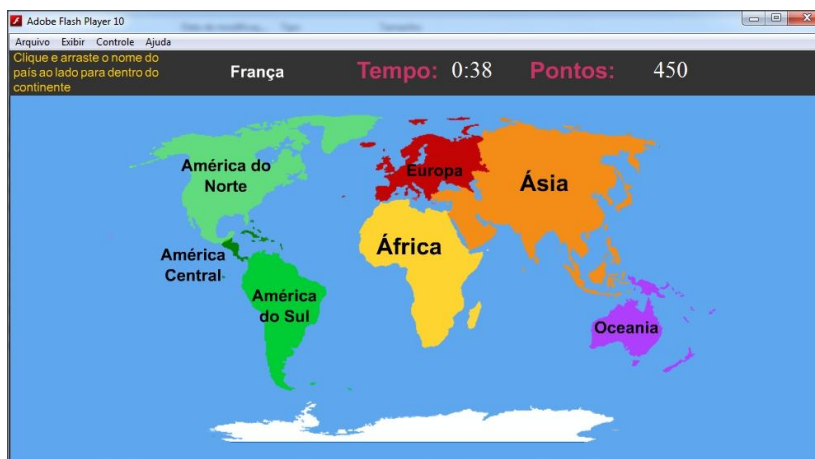 Adobe Flash Player 10
Arquivo Exibir Controle Ajuda
Clique e arraste o nome do
país ao lado para dentro do
continente
França
Tempo: 0:38
Pontos: 450
América do
Norte
Europa
Ásia
África
América
Central
América
do Sul
Oceania